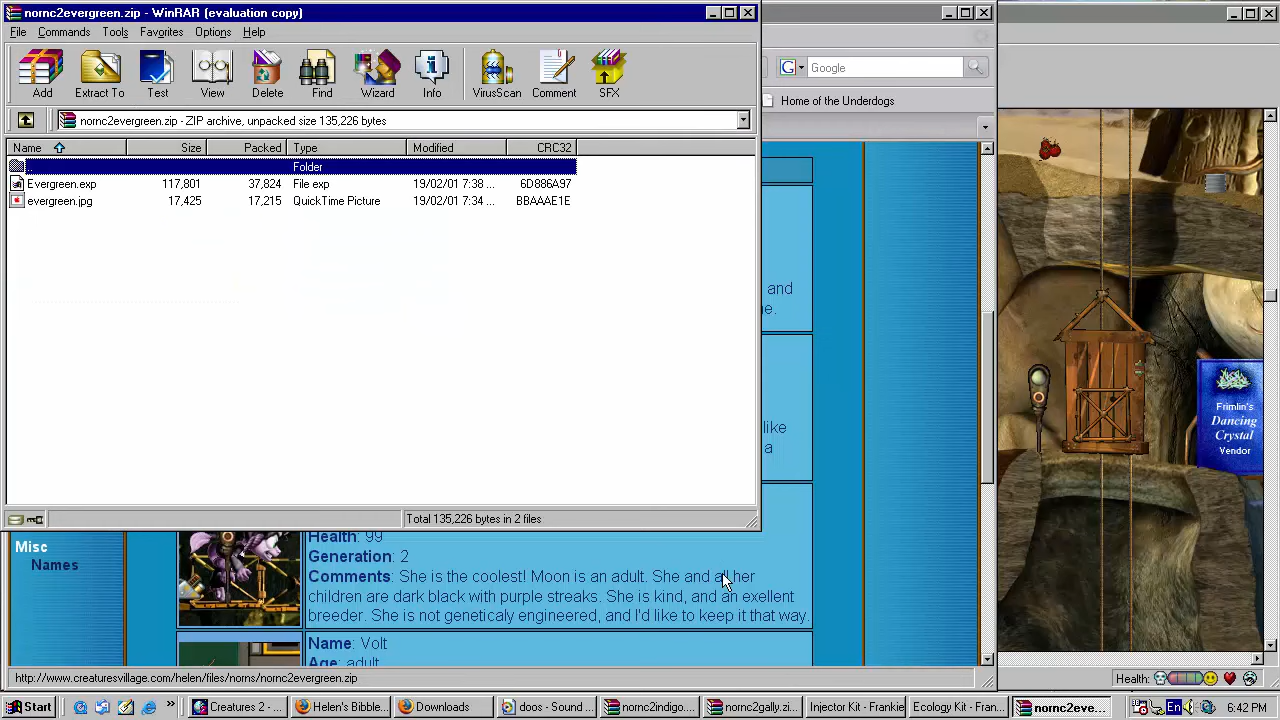 nornc2evergreen.zip - WinRAR (evaluation copy)
File Commands Tools Favorites Options Help
Add Extract To Test View Delete Find Wizard Info VirusScan Comment SFX
nornc2evergreen.zip - ZIP archive, unpacked size 135,226 bytes
Name Size Packed Type Modified CRC32
.. Folder
Evergreen.exp 117,801 37,824 File exp 19/02/01 7:38 ... 6D886A97
evergreen.jpg 17,425 17,215 QuickTime Picture 19/02/01 7:34 ... BBAAAE1E
Total 135,226 bytes in 2 files
G Google
Home of the Underdogs
and
e.
like
a
Misc
Names
Health: 99
Generation: 2
Comments: She is the coolest! Moon is an adult. She and all her
children are dark black with purple streaks. She is kind, and an exellent
breeder. She is not geneticaly engineered, and I'd like to keep it that way.
Name: Volt
Age: adult
http://www.creaturesvillage.com/helen/files/norns/nornc2evergreen.zip
Frimlin's
Dancing
Crystal
Vendor
Health:
Start Creatures 2 - ... Helen's Bibble... Downloads doqs - Soun... nornc2indigo... nornc2gally.z... Injector Kit - Frankie Ecology Kit - Fran... nornc2eve... En 6:42 PM